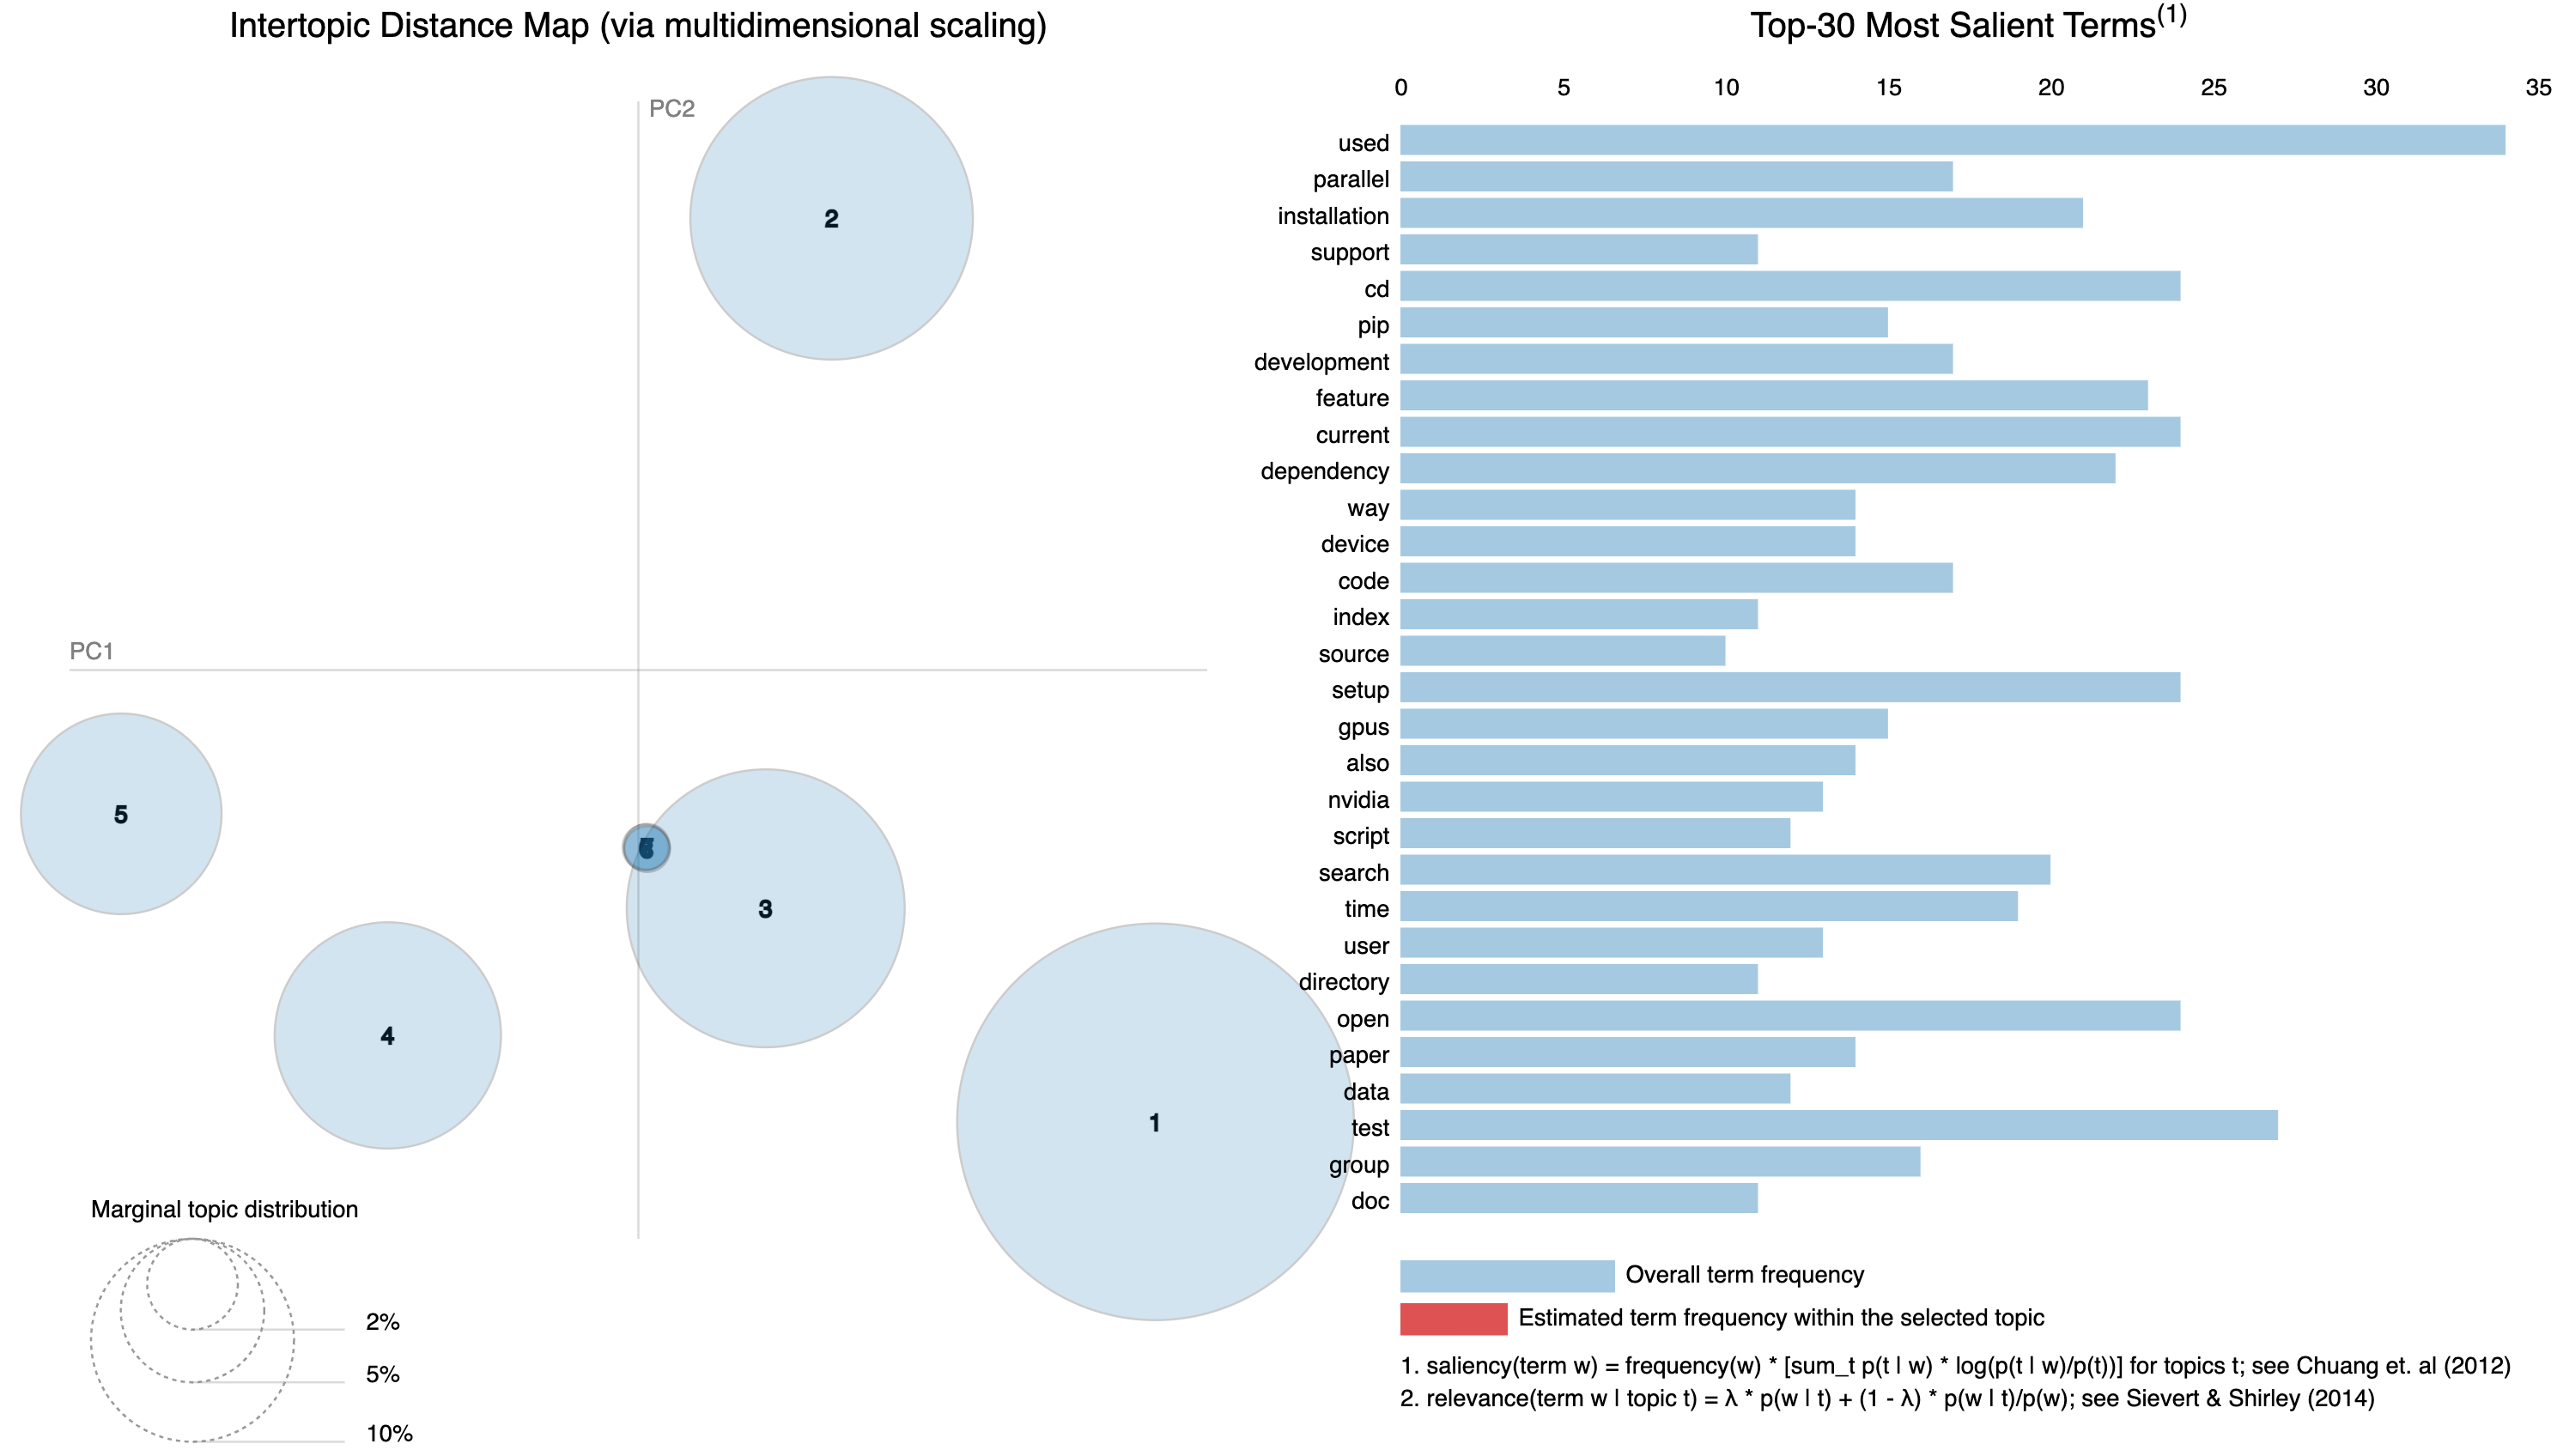 Intertopic Distance Map (via multidimensional scaling)
PC2
2
PC1
5
3
4
1
Marginal topic distribution
2%
5%
10%
Top-30 Most Salient Terms(1)
0 5 10 15 20 25 30 35
used
parallel
installation
support
cd
pip
development
feature
current
dependency
way
device
code
index
source
setup
gpus
also
nvidia
script
search
time
user
directory
open
paper
data
test
group
doc
Overall term frequency
Estimated term frequency within the selected topic
1. saliency(term w) = frequency(w) * [sum_t p(t | w) * log(p(t | w)/p(t))] for topics t; see Chuang et. al (2012)
2. relevance(term w | topic t) = λ * p(w | t) + (1 - λ) * p(w | t)/p(w); see Sievert & Shirley (2014)